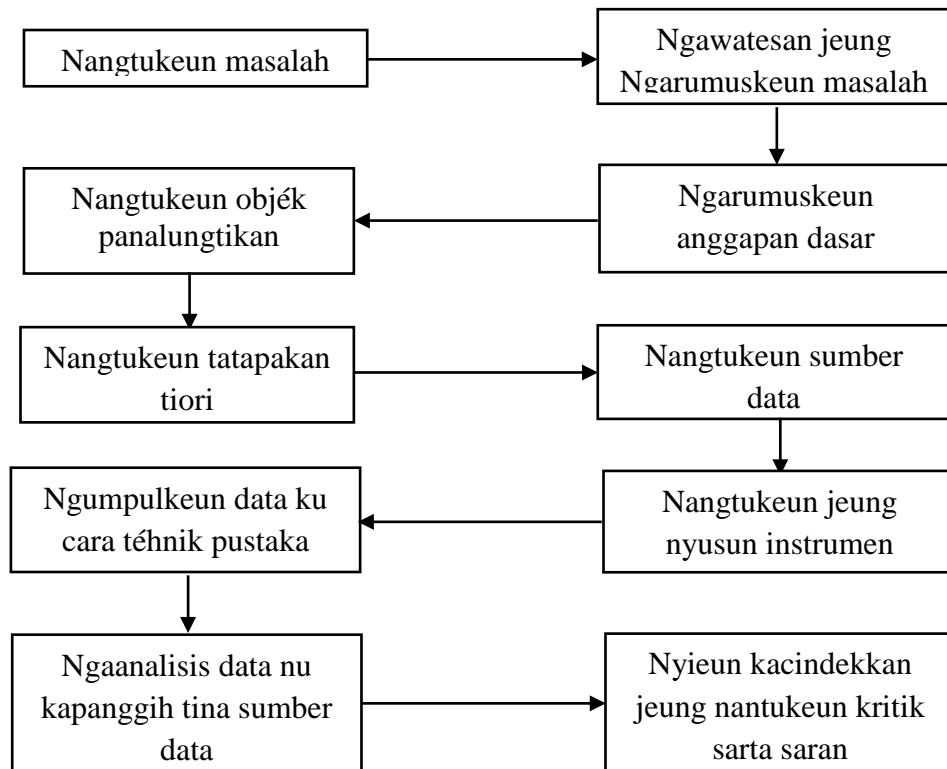 Nangtukeun masalah
Ngawatesan jeung
Ngarumuskeun masalah
Ngarumuskeun
anggapan dasar
Nangtukeun objék
panalungtikan
Nangtukeun tatapakan
tiori
Nangtukeun sumber
data
Nangtukeun jeung
nyusun instrumen
Ngumpulkeun data ku
cara téhnik pustaka
Ngaanalisis data nu
kapanggih tina sumber
data
Nyieun kacindekkan
jeung nantukeun kritik
sarta saran